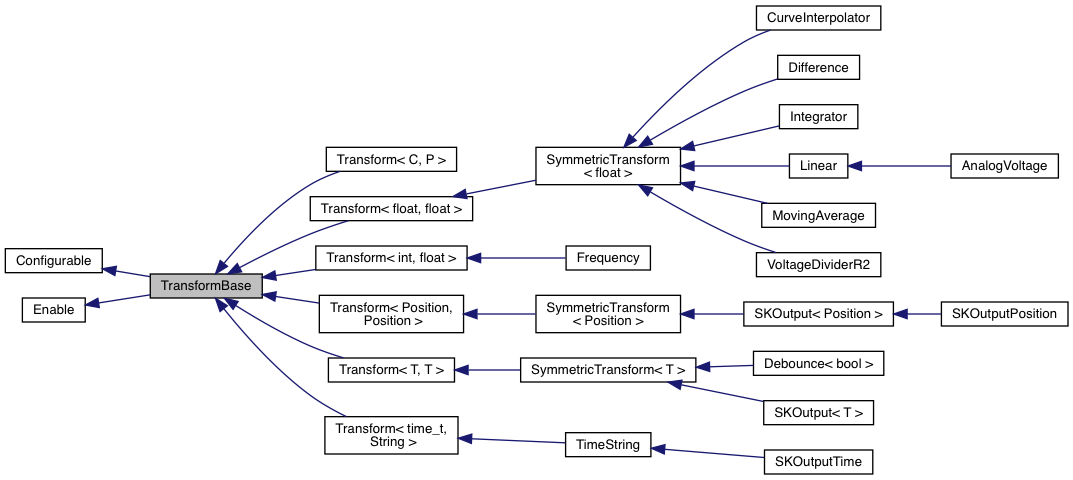 CurveInterpolator
Difference
Integrator
Transform< C, P >
SymmetricTransform
< float >
Linear
AnalogVoltage
Transform< float, float >
MovingAverage
Configurable
Transform< int, float >
Frequency
VoltageDividerR2
TransformBase
Enable
Transform< Position,
Position >
SymmetricTransform
< Position >
SKOutput< Position >
SKOutputPosition
Transform< T, T >
SymmetricTransform< T >
Debounce< bool >
SKOutput< T >
Transform< time_t,
String >
TimeString
SKOutputTime